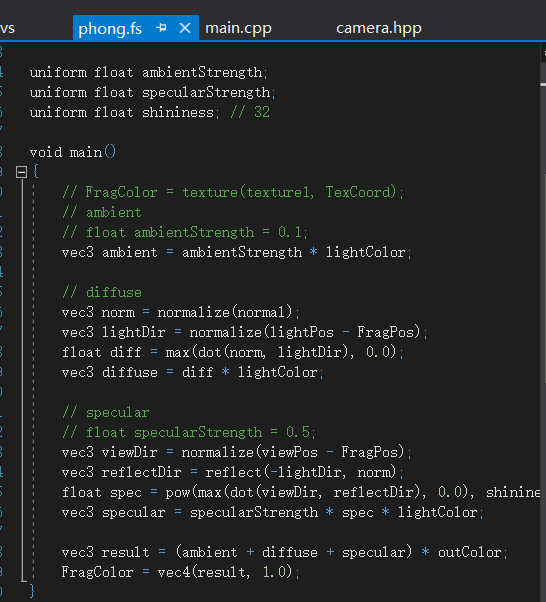 vs phong.fs main.cpp camera.hpp
uniform float ambientStrength;
uniform float specularStrength;
uniform float shininess; // 32
void main()
{
// FragColor = texture(texture1, TexCoord);
// ambient
// float ambientStrength = 0.1;
vec3 ambient = ambientStrength * lightColor;
// diffuse
vec3 norm = normalize(normal);
vec3 lightDir = normalize(lightPos - FragPos);
float diff = max(dot(norm, lightDir), 0.0);
vec3 diffuse = diff * lightColor;
// specular
// float specularStrength = 0.5;
vec3 viewDir = normalize(viewPos - FragPos);
vec3 reflectDir = reflect(-lightDir, norm);
float spec = pow(max(dot(viewDir, reflectDir), 0.0), shinine
vec3 specular = specularStrength * spec * lightColor;
vec3 result = (ambient + diffuse + specular) * outColor;
FragColor = vec4(result, 1.0);
}